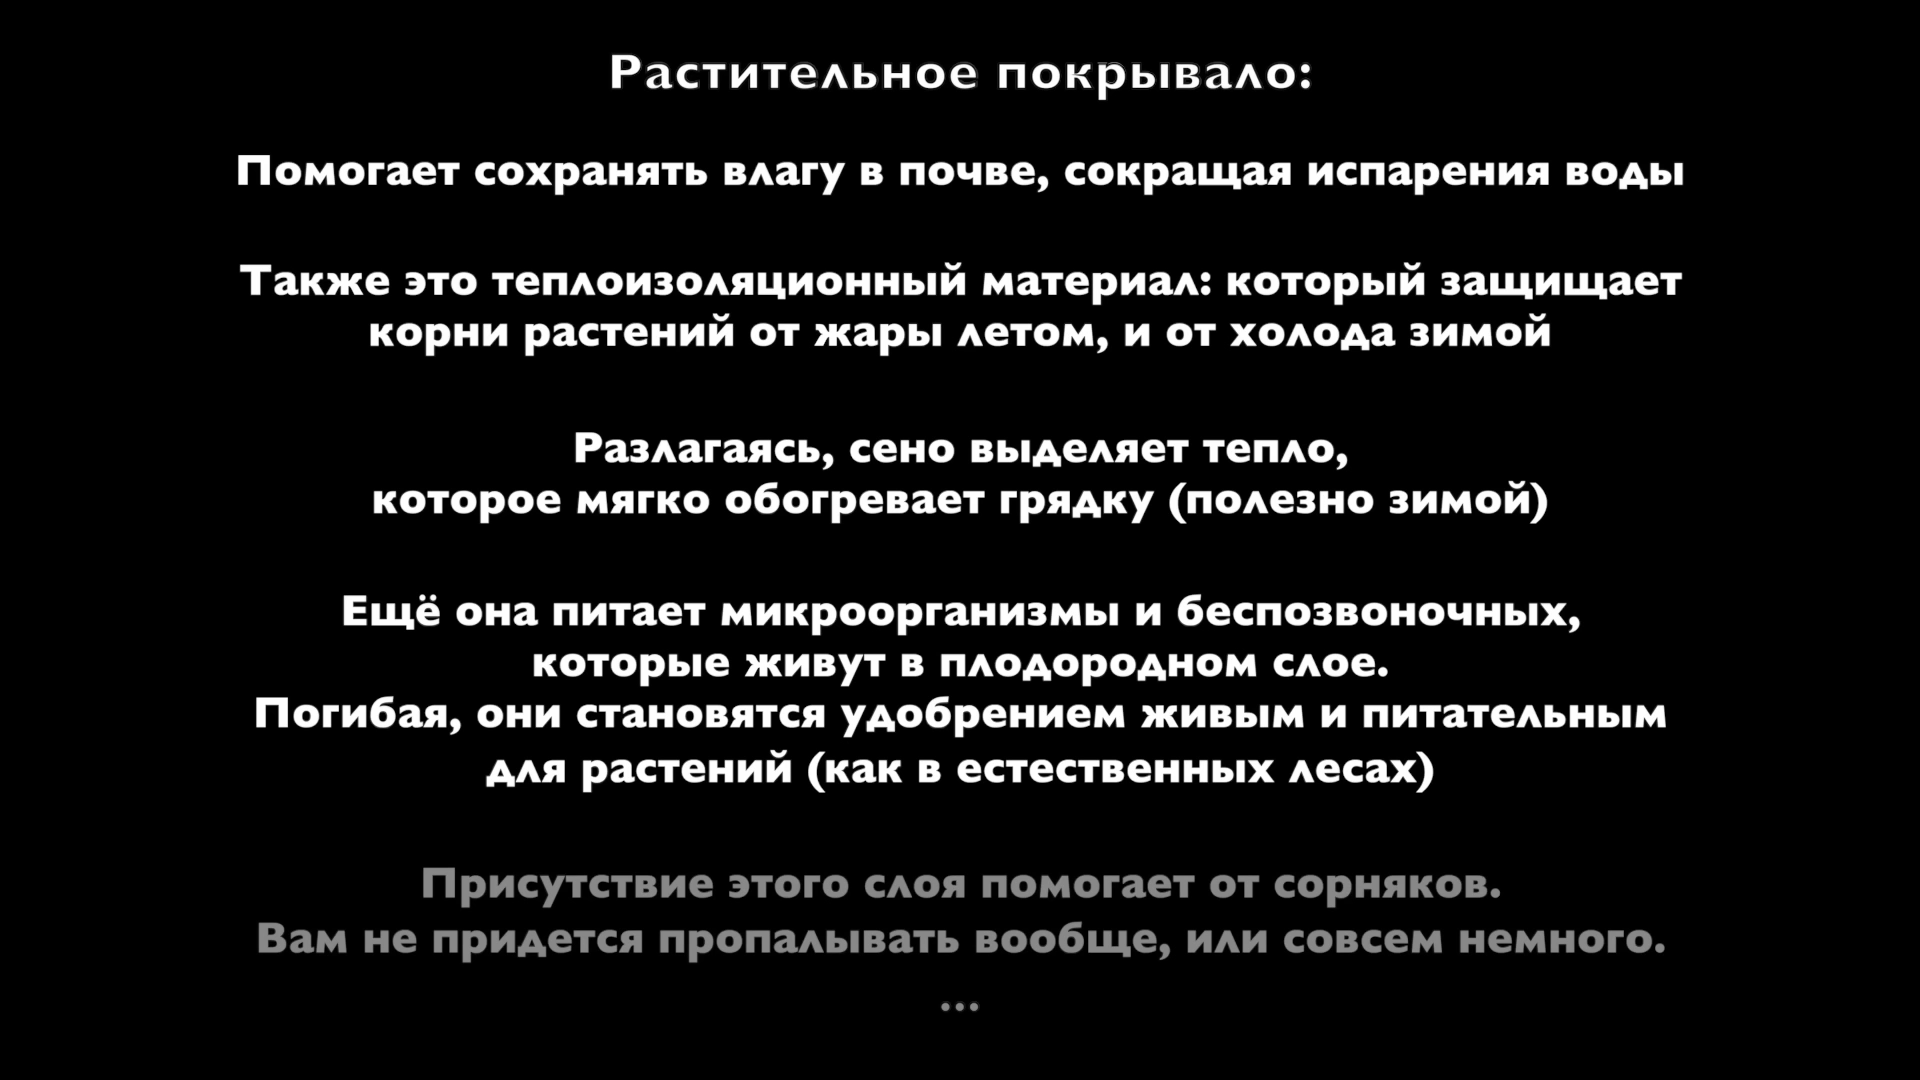 Растительное покрывало:
Помогает сохранять влагу в почве, сокращая испарения воды
Также это теплоизоляционный материал: который защищает
корни растений от жары летом, и от холода зимой
Разлагаясь, сено выделяет тепло,
которое мягко обогревает грядку (полезно зимой)
Ещё она питает микроорганизмы и беспозвоночных,
которые живут в плодородном слое.
Погибая, они становятся удобрением живым и питательным
для растений (как в естественных лесах)
Присутствие этого слоя помогает от сорняков.
Вам не придется пропалывать вообще, или совсем немного.
...